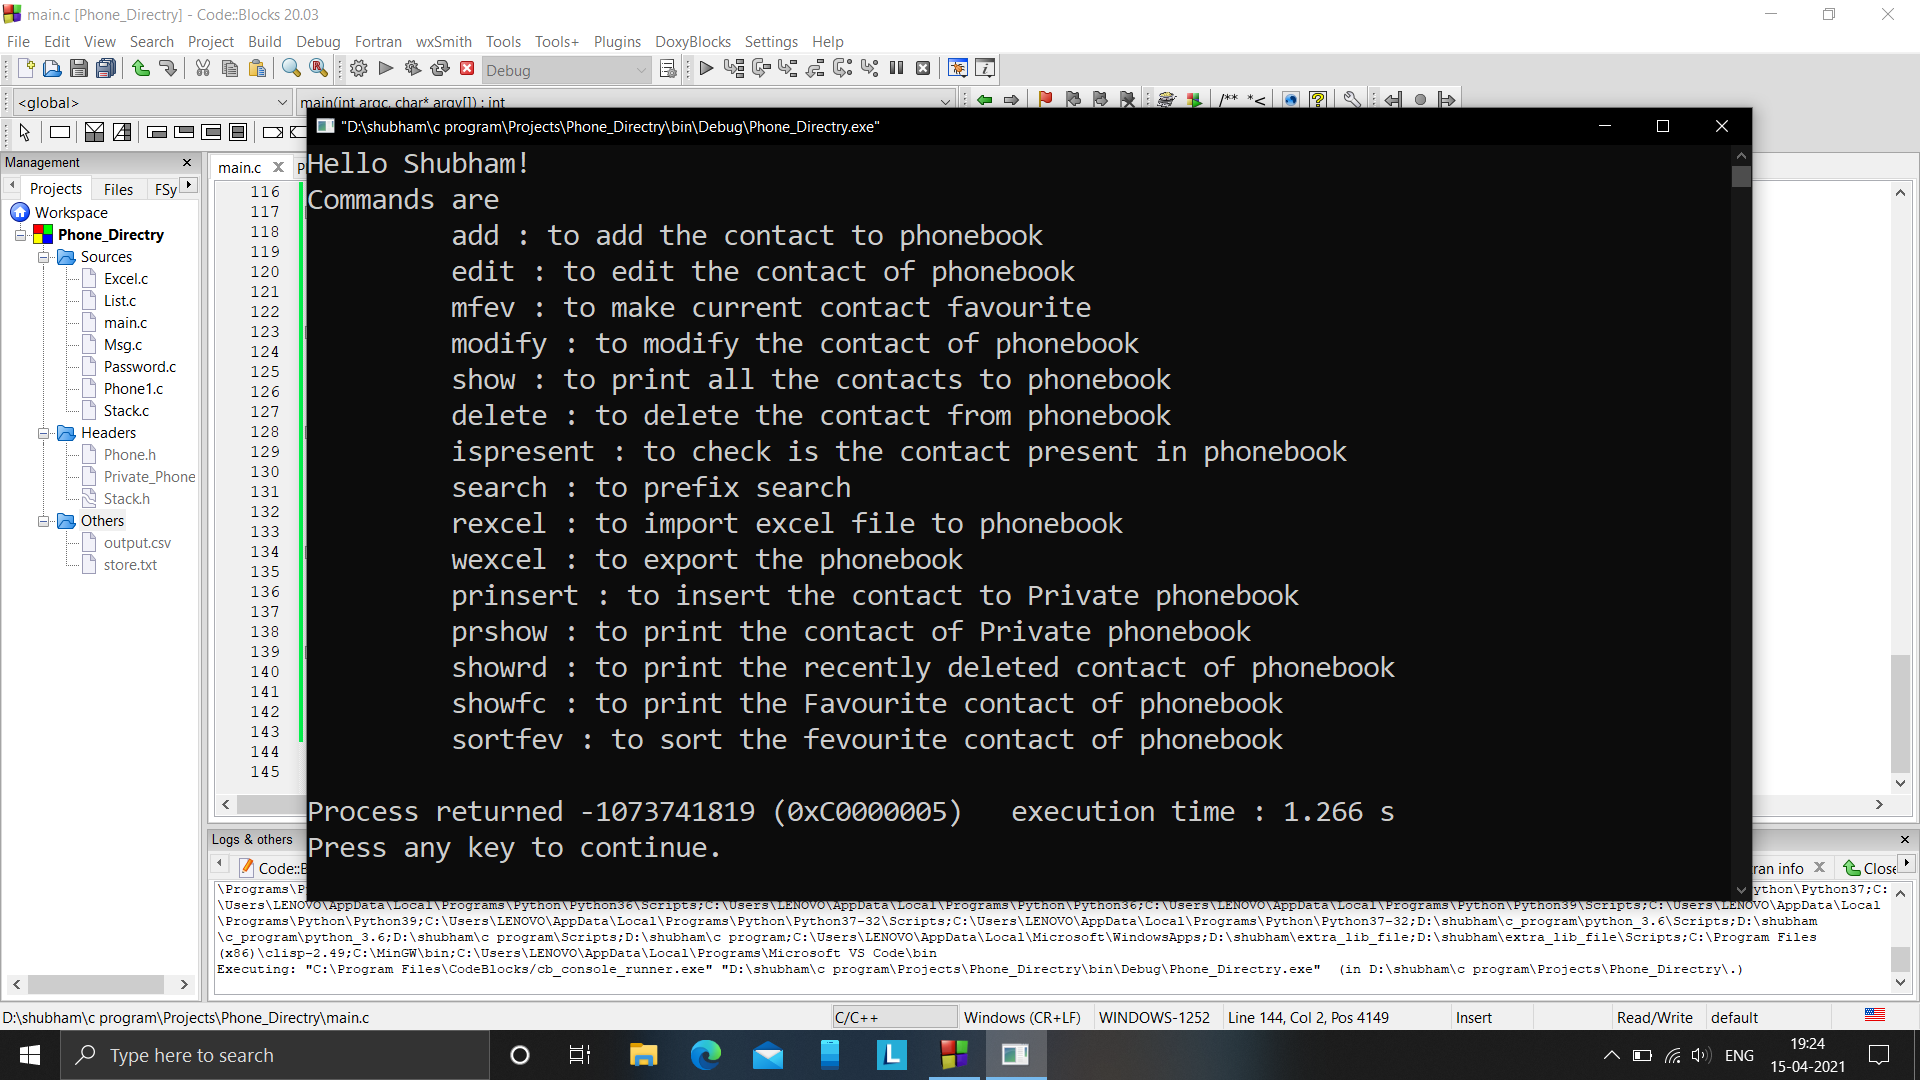 main.c [Phone_Directry] - Code::Blocks 20.03
File Edit View Search Project Build Debug Fortran wxSmith Tools Tools+ Plugins DoxyBlocks Settings Help
Debug
<global>
main(int argc, char* argv[]) : int
/** *<
Management
Projects Files FSy
Workspace
Phone_Directry
Sources
Excel.c
List.c
main.c
Msg.c
Password.c
Phone1.c
Stack.c
Headers
Phone.h
Private_Phone
Stack.h
Others
output.csv
store.txt
main.c
116
117
118
119
120
121
122
123
124
125
126
127
128
129
130
131
132
133
134
135
136
137
138
139
140
141
142
143
144
145
"D:\shubham\c program\Projects\Phone_Directry\bin\Debug\Phone_Directry.exe"
Hello Shubham!
Commands are
add : to add the contact to phonebook
edit : to edit the contact of phonebook
mfev : to make current contact favourite
modify : to modify the contact of phonebook
show : to print all the contacts to phonebook
delete : to delete the contact from phonebook
ispresent : to check is the contact present in phonebook
search : to prefix search
rexcel : to import excel file to phonebook
wexcel : to export the phonebook
prinsert : to insert the contact to Private phonebook
prshow : to print the contact of Private phonebook
showrd : to print the recently deleted contact of phonebook
showfc : to print the Favourite contact of phonebook
sortfev : to sort the fevourite contact of phonebook
Process returned -1073741819 (0xC0000005) execution time : 1.266 s
Press any key to continue.
Logs & others
Code::B
ran info
Close
\Programs\P
ython\Python37;C:
\Users\LENOVO\AppData\Local\Programs\Python\Python36\Scripts;C:\Users\LENOVO\AppData\Local\Programs\Python\Python36;C:\Users\LENOVO\AppData\Local\Programs\Python\Python39\Scripts;C:\Users\LENOVO\AppData\Local
\Programs\Python\Python39;C:\Users\LENOVO\AppData\Local\Programs\Python\Python37-32\Scripts;C:\Users\LENOVO\AppData\Local\Programs\Python\Python37-32;D:\shubham\c_program\python_3.6\Scripts;D:\shubham
\c_program\python_3.6;D:\shubham\c program\Scripts;D:\shubham\c program;C:\Users\LENOVO\AppData\Local\Microsoft\WindowsApps;D:\shubham\extra_lib_file;D:\shubham\extra_lib_file\Scripts;C:\Program Files
(x86)\clisp-2.49;C:\MinGW\bin;C:\Users\LENOVO\AppData\Local\Programs\Microsoft VS Code\bin
Executing: "C:\Program Files\CodeBlocks/cb_console_runner.exe" "D:\shubham\c program\Projects\Phone_Directry\bin\Debug\Phone_Directry.exe" (in D:\shubham\c program\Projects\Phone_Directry\.)
D:\shubham\c program\Projects\Phone_Directry\main.c
C/C++
Windows (CR+LF)
WINDOWS-1252
Line 144, Col 2, Pos 4149
Insert
Read/Write
default
Type here to search
ENG
19:24
15-04-2021